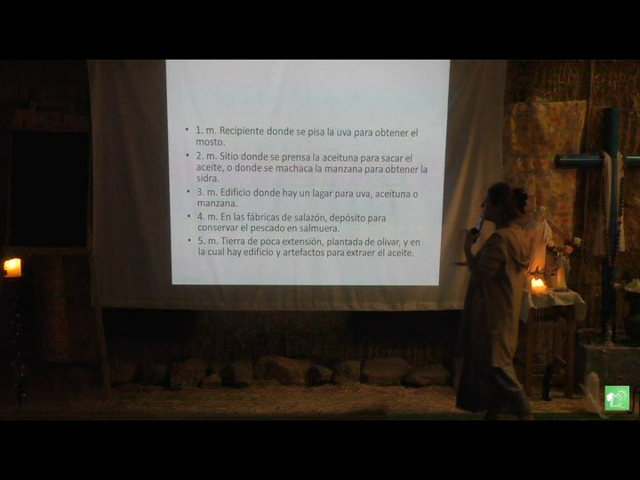 • 1. m. Recipiente donde se pisa la uva para obtener el
mosto.
• 2. m. Sitio donde se prensa la aceituna para sacar el
aceite, o donde se machaca la manzana para obtener la
sidra.
• 3. m. Edificio donde hay un lagar para uva, aceituna o
manzana.
• 4. m. En las fábricas de salazón, depósito para
conservar el pescado en salmuera.
• 5. m. Tierra de poca extensión, plantada de olivar, y en
la cual hay edificio y artefactos para extraer el aceite.